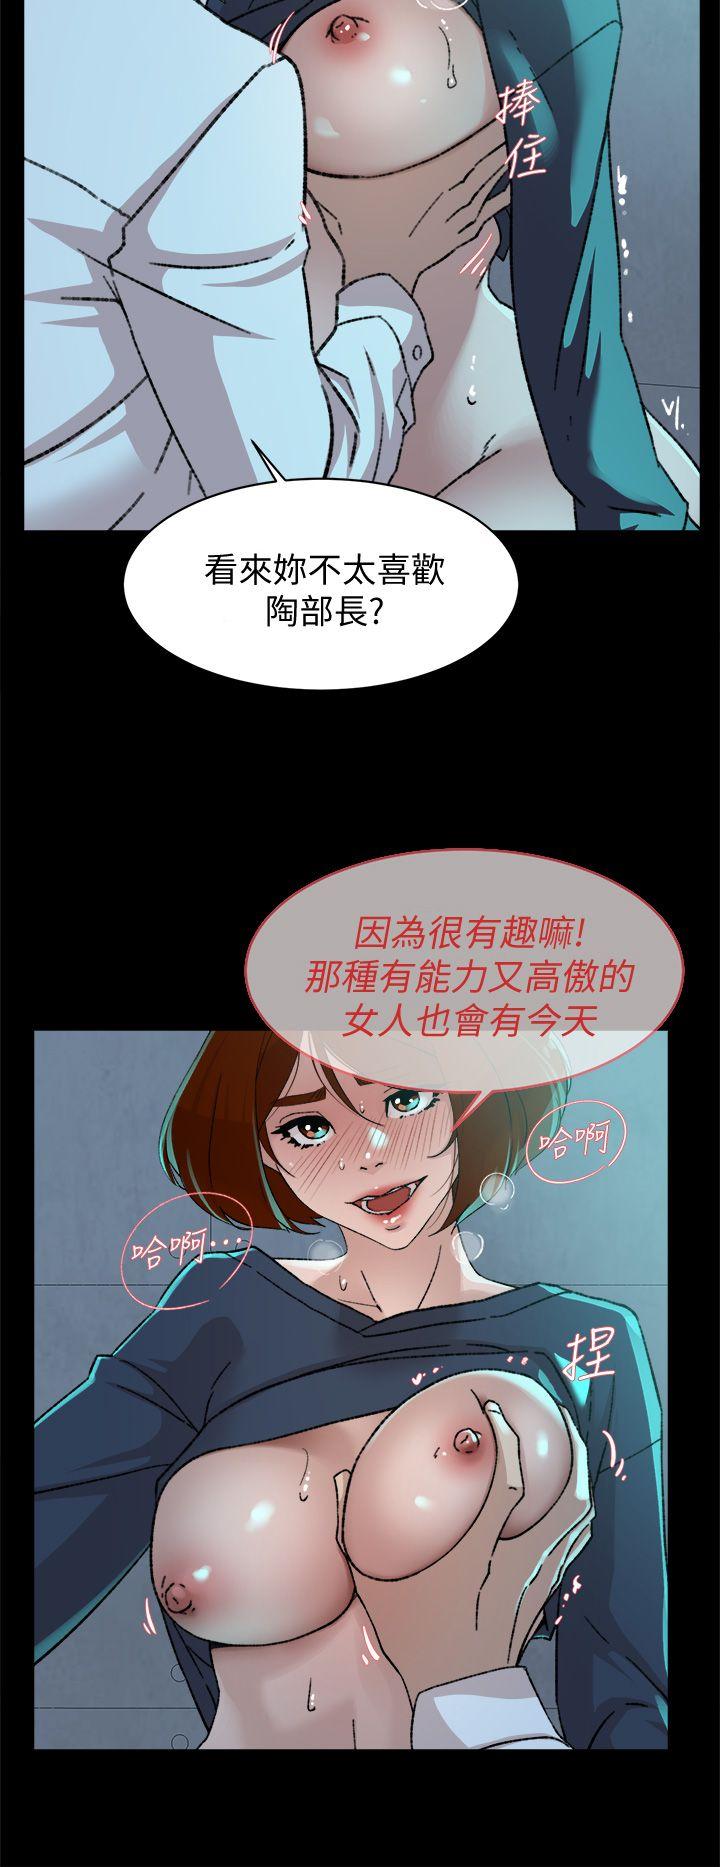 捧住
看來妳不太喜歡
陶部長?
因為很有趣嘛!
那種有能力又高傲的
女人也會有今天
哈啊
哈啊...
捏